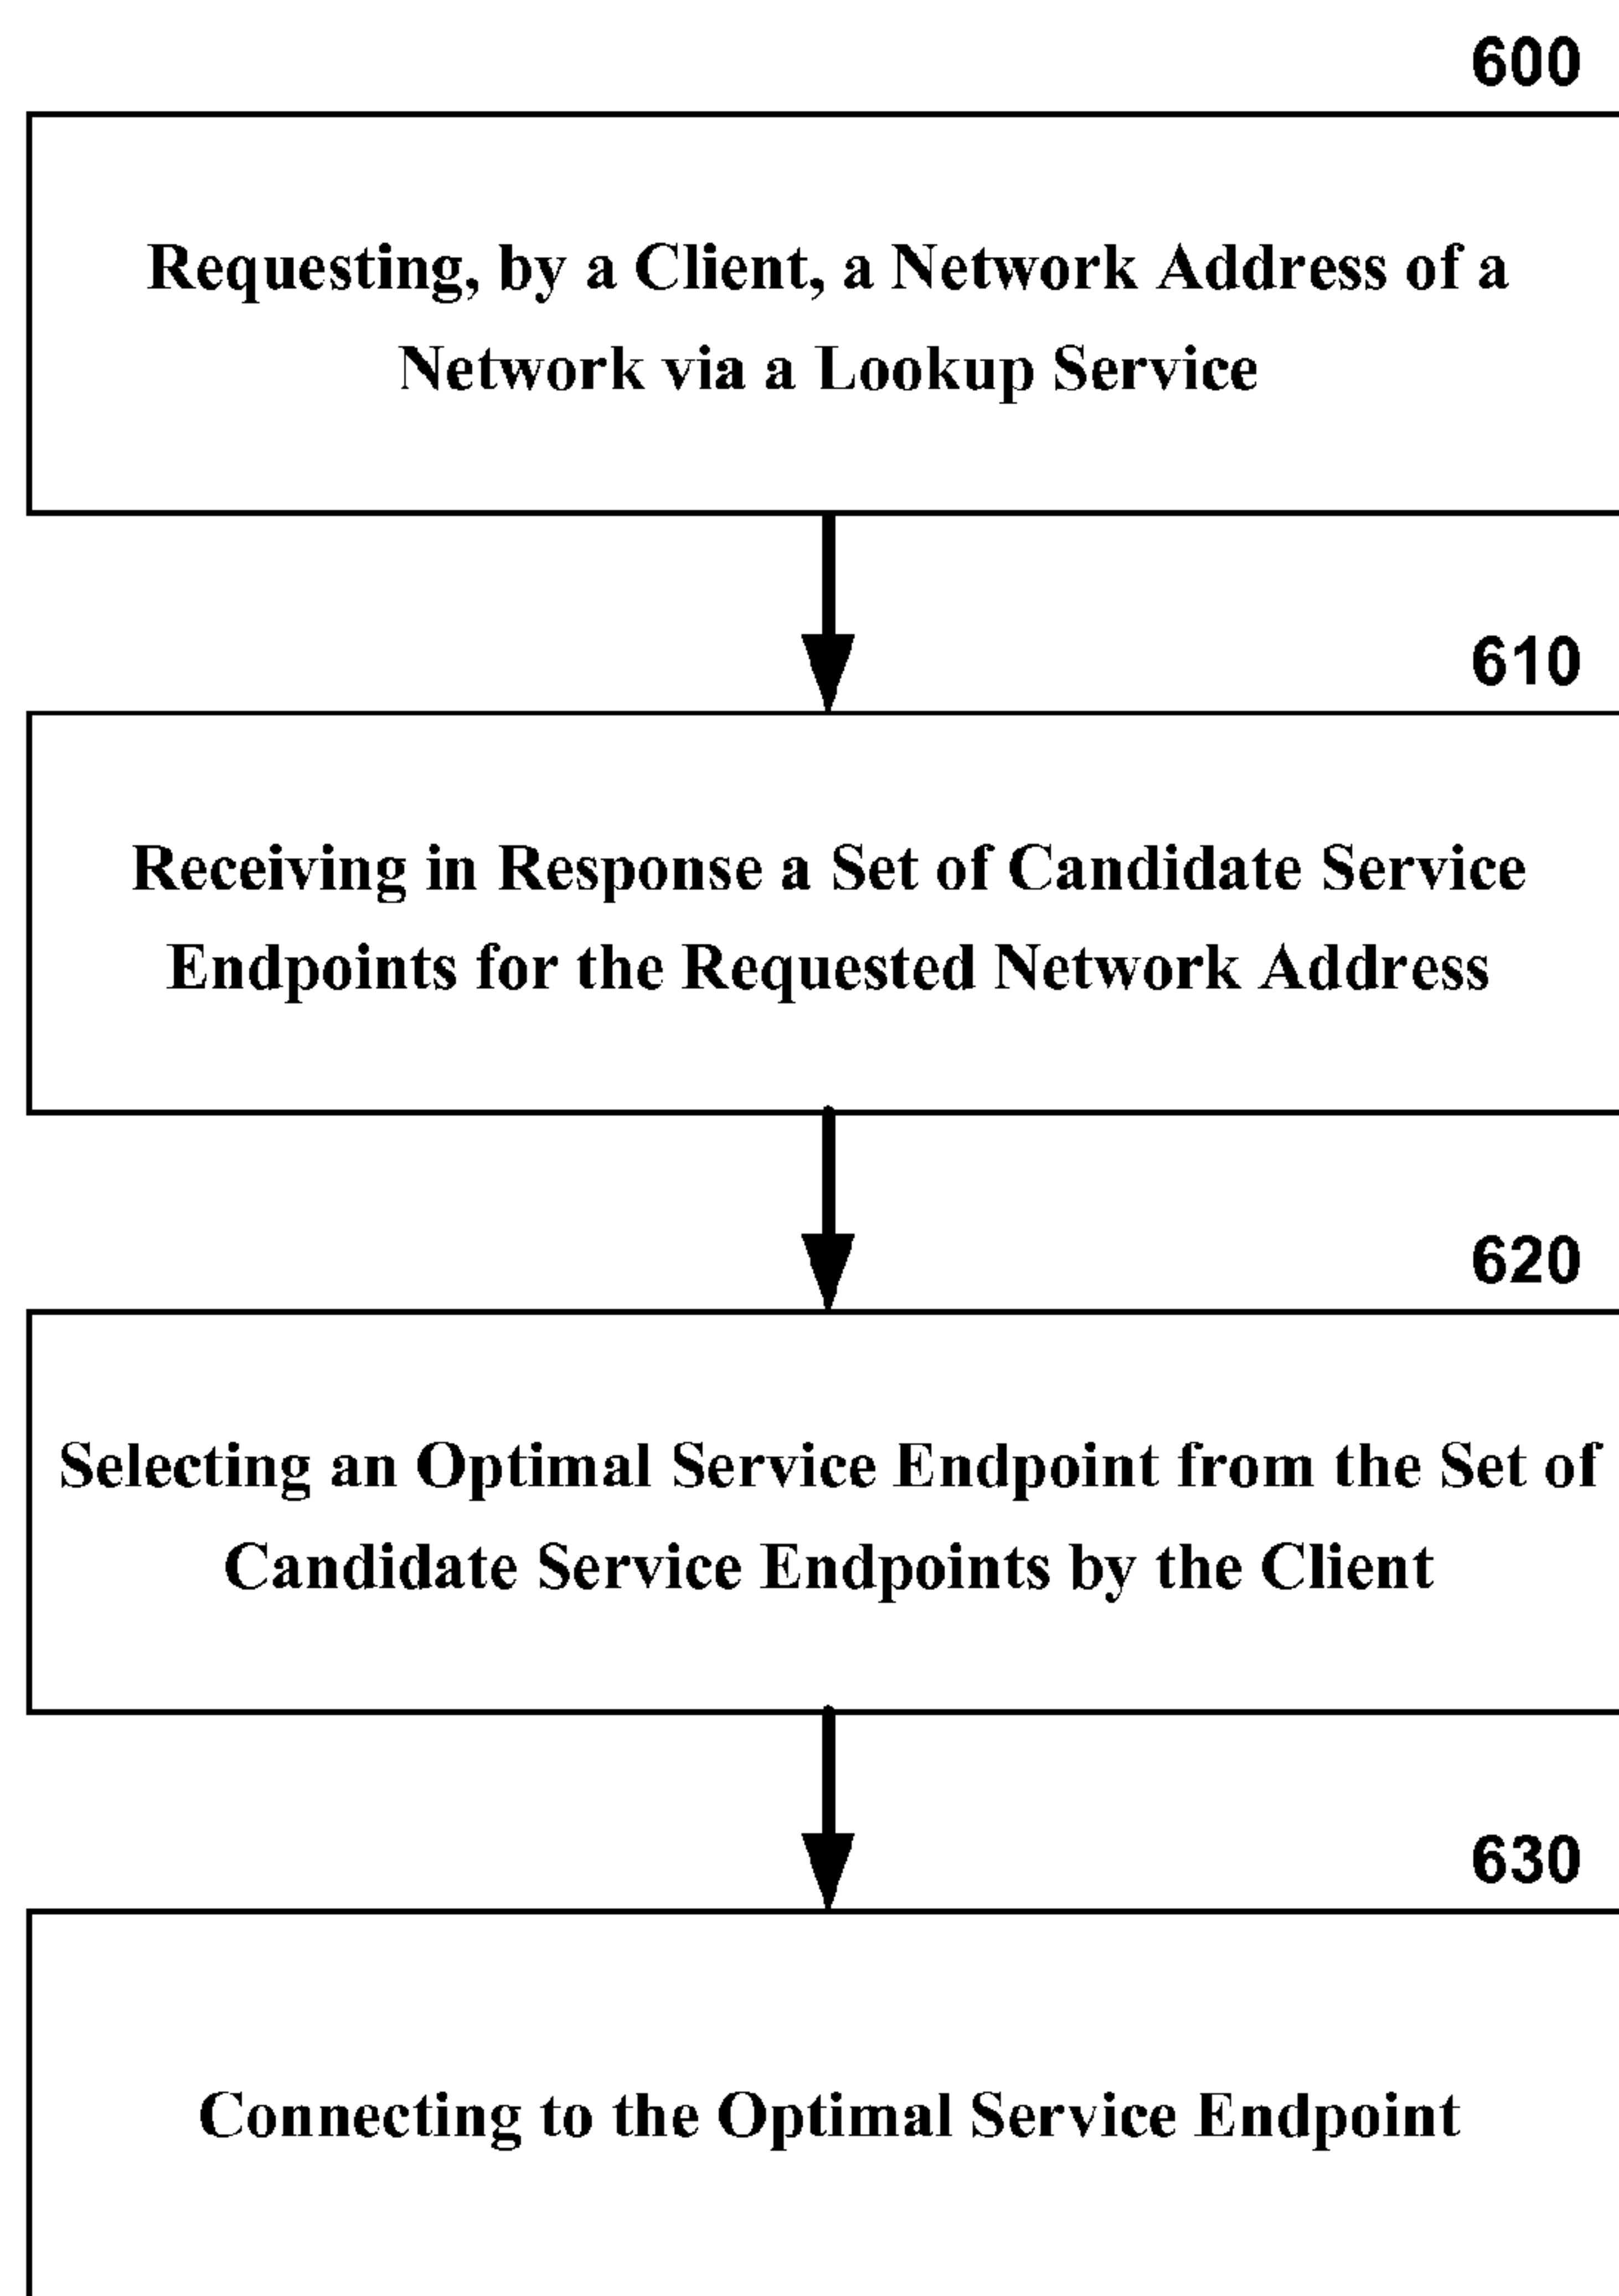 600
Requesting, by a Client, a Network Address of a
Network via a Lookup Service
610
Receiving in Response a Set of Candidate Service
Endpoints for the Requested Network Address
620
Selecting an Optimal Service Endpoint from the Set of
Candidate Service Endpoints by the Client
630
Connecting to the Optimal Service Endpoint